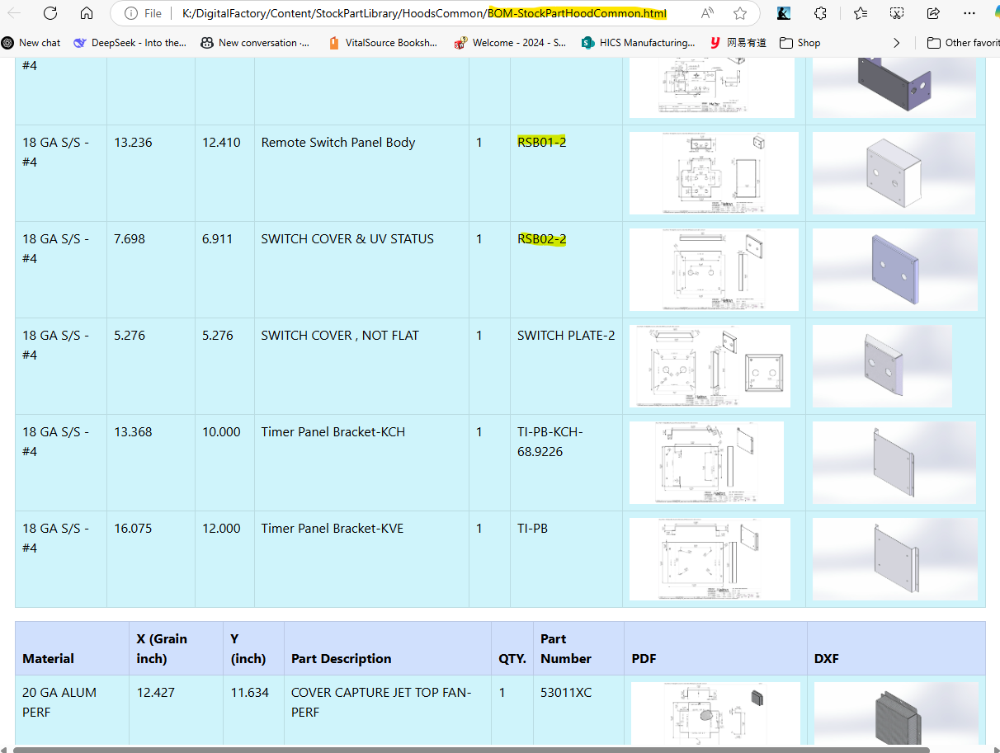 File
K:/DigitalFactory/Content/StockPartLibrary/HoodsCommon/BOM-StockPartHoodCommon.html
New chat
DeepSeek - Into the...
New conversation -...
VitalSource Booksh...
Welcome - 2024 - S...
HICS Manufacturing,...
网易有道
Shop
Other favorit
#4
18 GA S/S - #4 13.236 12.410 Remote Switch Panel Body 1 RSB01-2
18 GA S/S - #4 7.698 6.911 SWITCH COVER & UV STATUS 1 RSB02-2
18 GA S/S - #4 5.276 5.276 SWITCH COVER , NOT FLAT 1 SWITCH PLATE-2
18 GA S/S - #4 13.368 10.000 Timer Panel Bracket-KCH 1 TI-PB-KCH-68.9226
18 GA S/S - #4 16.075 12.000 Timer Panel Bracket-KVE 1 TI-PB
Material X (Grain inch) Y (inch) Part Description QTY. Part Number PDF DXF
20 GA ALUM PERF 12.427 11.634 COVER CAPTURE JET TOP FAN-PERF 1 53011XC